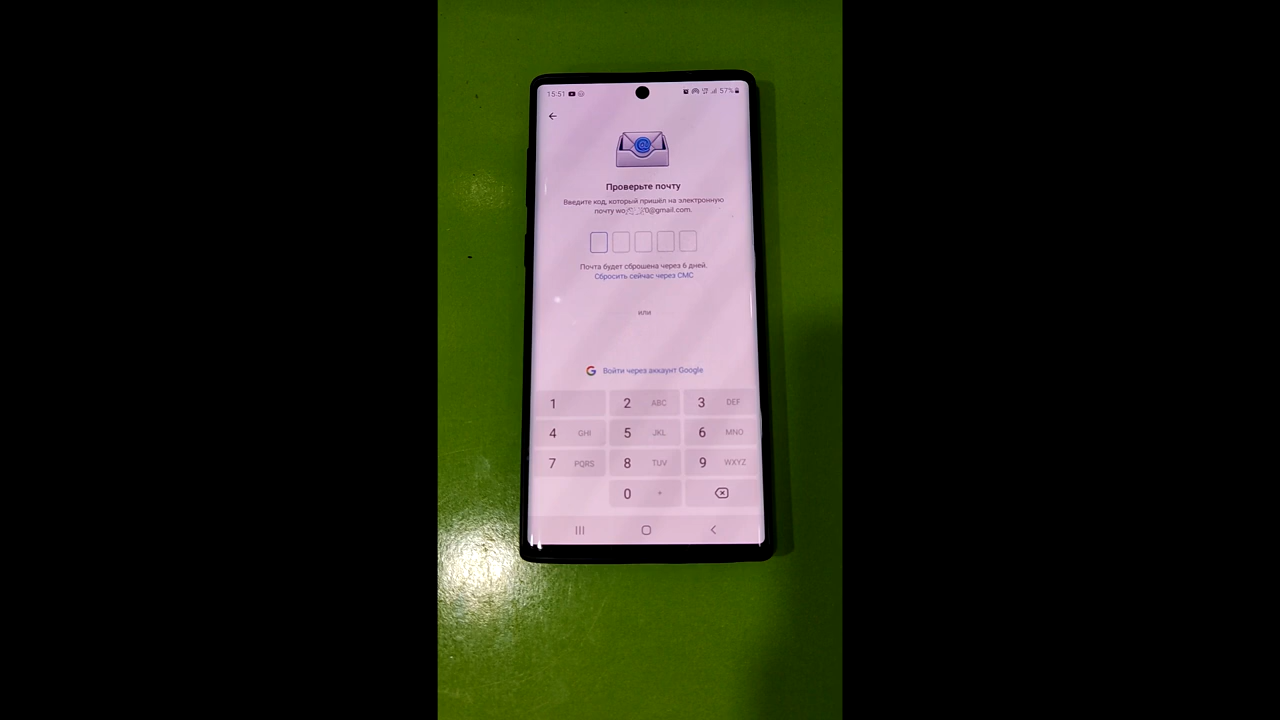 15:51
57%
Проверьте почту
Введите код, который пришёл на электронную
почту wo 0@gmail.com.
Почта будет сброшена через 6 дней.
Сбросить сейчас через СМС
или
Войти через аккаунт Google
1 2 ABC 3 DEF
4 GHI 5 JKL 6 MNO
7 PQRS 8 TUV 9 WXYZ
0 +